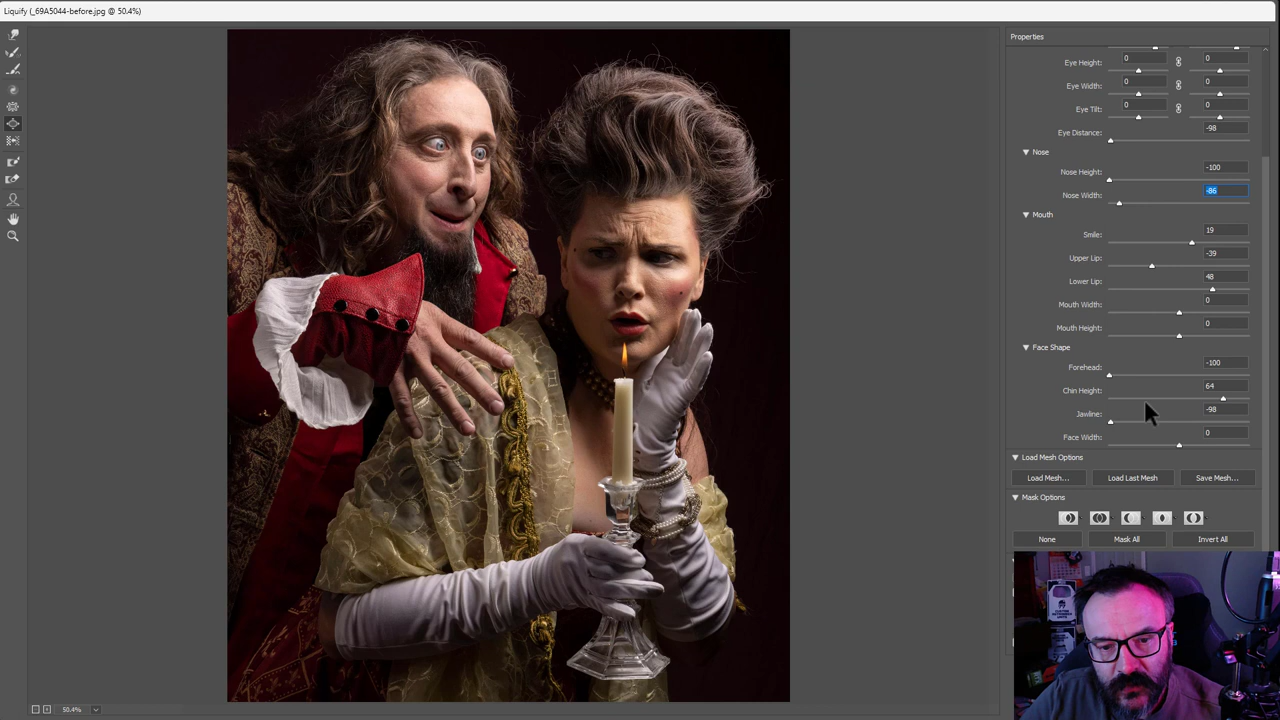 Liquify (_69A5044-before.jpg @ 50.4%)
Properties
Eye Height: 0 0
Eye Width: 0 0
Eye Tilt: 0 0
Eye Distance: -98
Nose
Nose Height: -100
Nose Width: -86
Mouth
Smile: 19
Upper Lip: -39
Lower Lip: 48
Mouth Width: 0
Mouth Height: 0
Face Shape
Forehead: -100
Chin Height: 64
Jawline: -98
Face Width: 0
Load Mesh Options
Load Mesh... Load Last Mesh Save Mesh...
Mask Options
None Mask All Invert All
50.4%